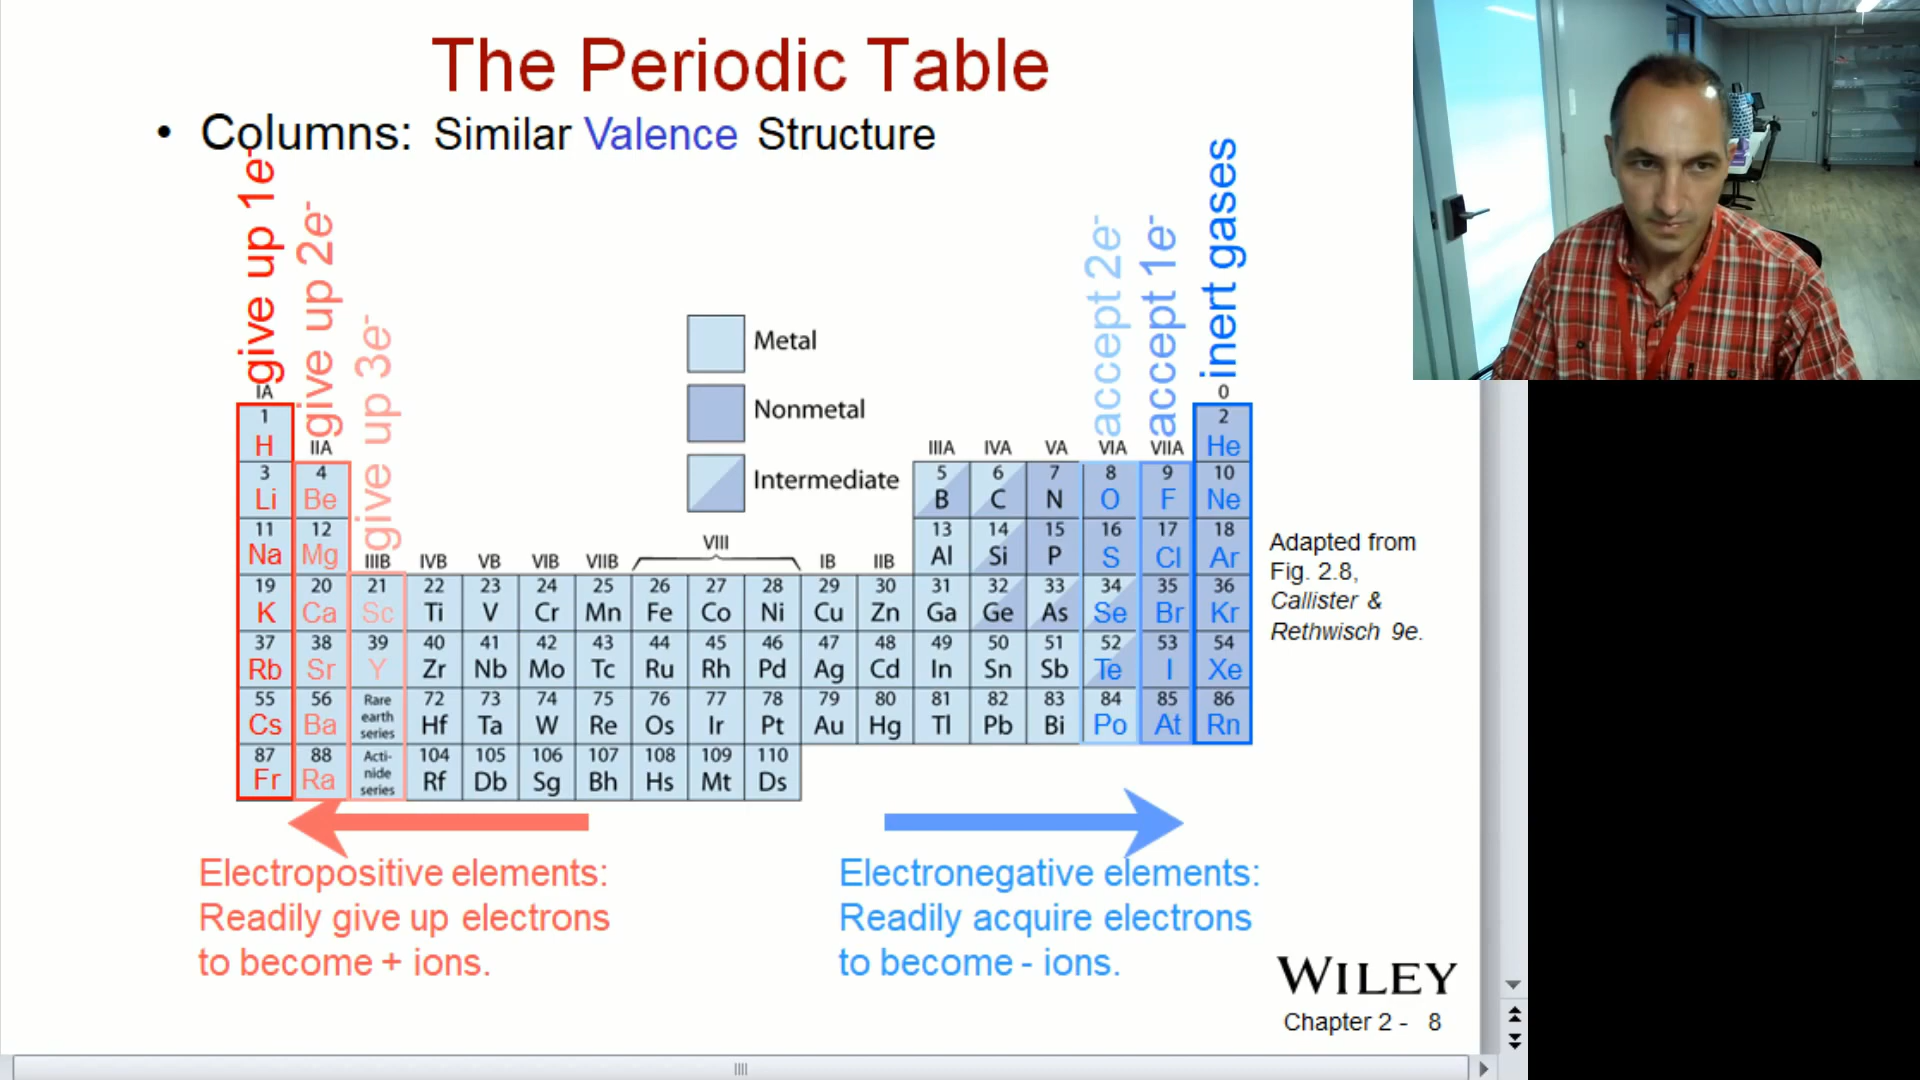 The Periodic Table
• Columns: Similar Valence Structure
give up 1e-
give up 2e-
give up 3e-
accept 2e-
accept 1e-
inert gases
Metal
Nonmetal
Intermediate
IA
0
1 2
H He
IIA IIIA IVA VA VIA VIIA
3 4 5 6 7 8 9 10
Li Be B C N O F Ne
11 12 13 14 15 16 17 18
Na Mg Al Si P S Cl Ar
IIIB IVB VB VIB VIIB VIII IB IIB
19 20 21 22 23 24 25 26 27 28 29 30 31 32 33 34 35 36
K Ca Sc Ti V Cr Mn Fe Co Ni Cu Zn Ga Ge As Se Br Kr
37 38 39 40 41 42 43 44 45 46 47 48 49 50 51 52 53 54
Rb Sr Y Zr Nb Mo Tc Ru Rh Pd Ag Cd In Sn Sb Te I Xe
55 56 Rare earth series 72 73 74 75 76 77 78 79 80 81 82 83 84 85 86
Cs Ba Hf Ta W Re Os Ir Pt Au Hg Tl Pb Bi Po At Rn
87 88 Acti- nide series 104 105 106 107 108 109 110
Fr Ra Rf Db Sg Bh Hs Mt Ds
Adapted from
Fig. 2.8,
Callister &
Rethwisch 9e.
Electropositive elements:
Readily give up electrons
to become + ions.
Electronegative elements:
Readily acquire electrons
to become - ions.
WILEY
Chapter 2 - 8